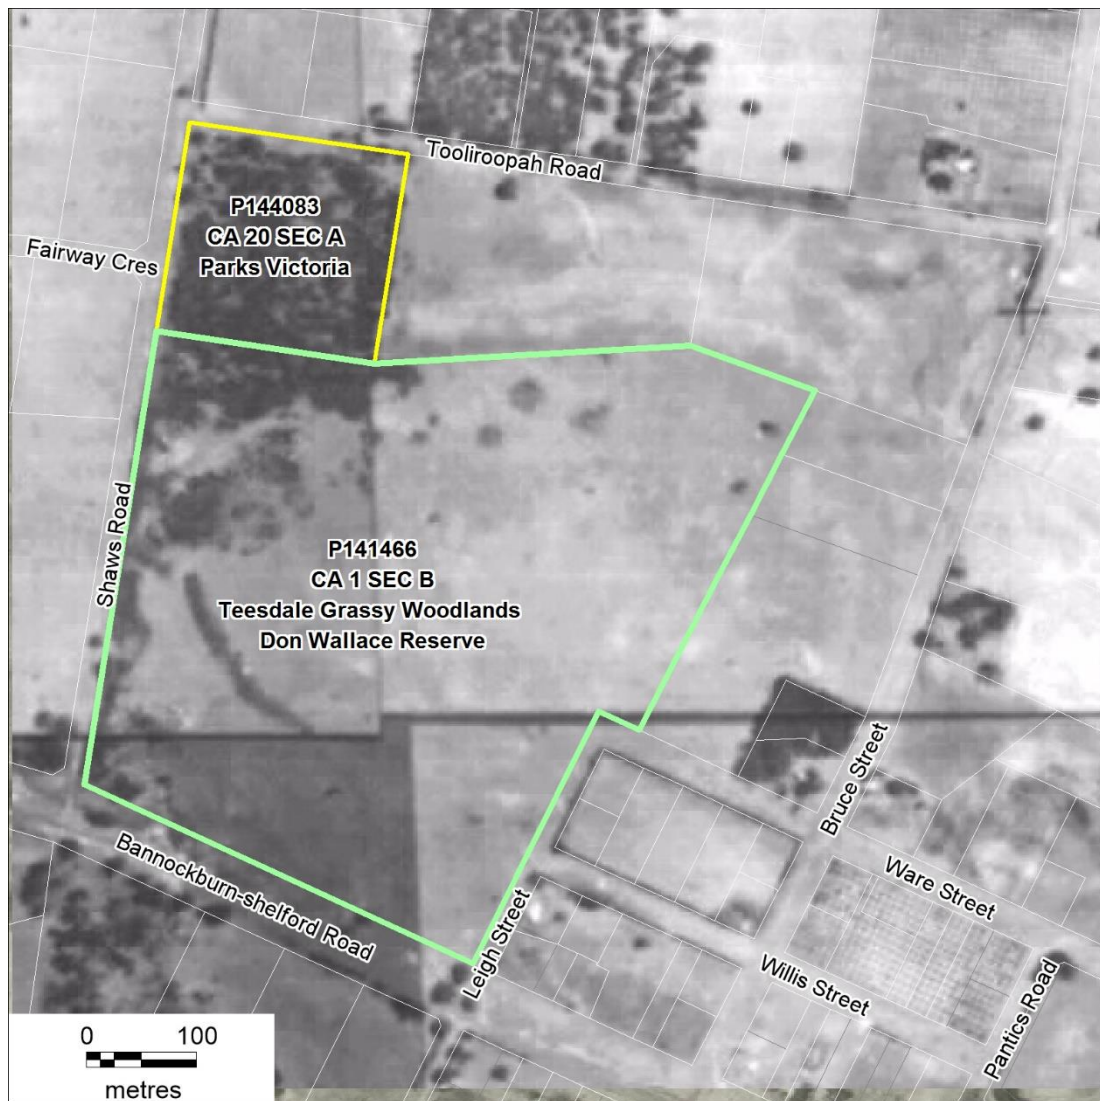 Tooliroopah Road
P144083
CA 20 SEC A
Parks Victoria
Fairway Cres
Shaws Road
P141466
CA 1 SEC B
Teesdale Grassy Woodlands
Don Wallace Reserve
Bruce Street
Bannockburn-shelford Road
Ware Street
Leigh Street
Willis Street
Pantics Road
0 100
metres